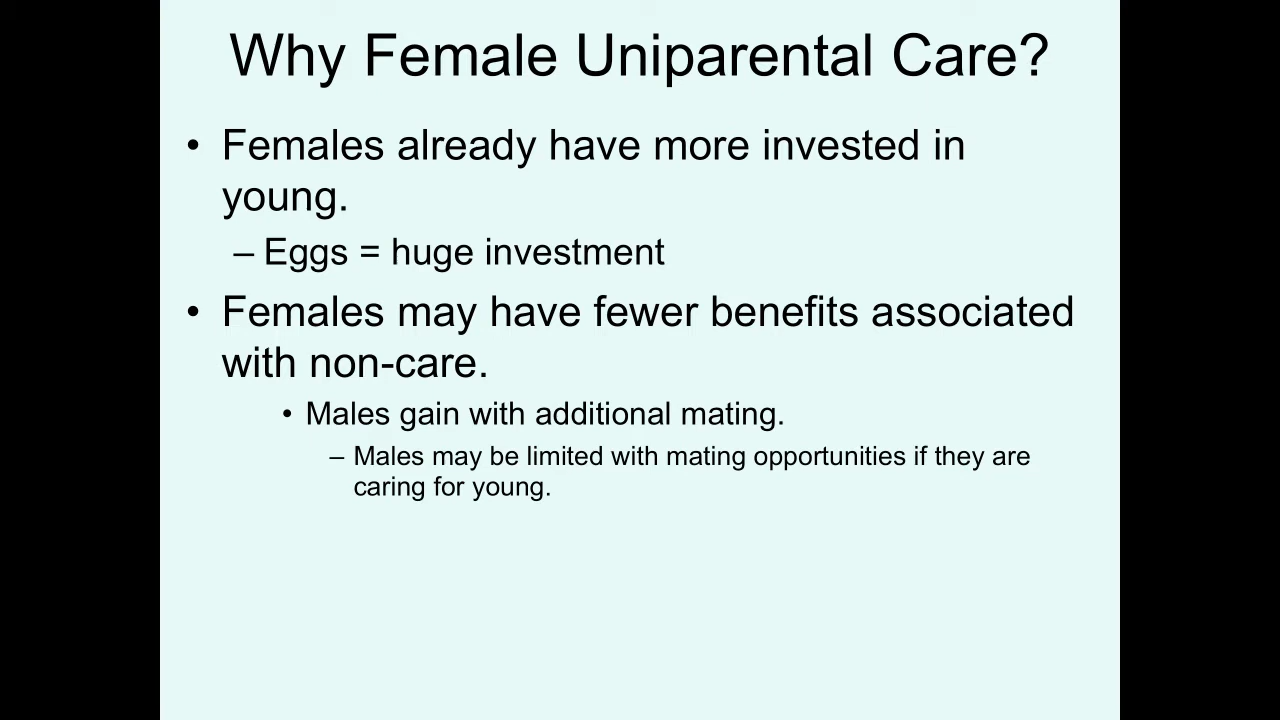 Why Female Uniparental Care?
• Females already have more invested in
young.
– Eggs = huge investment
• Females may have fewer benefits associated
with non-care.
• Males gain with additional mating.
– Males may be limited with mating opportunities if they are
caring for young.